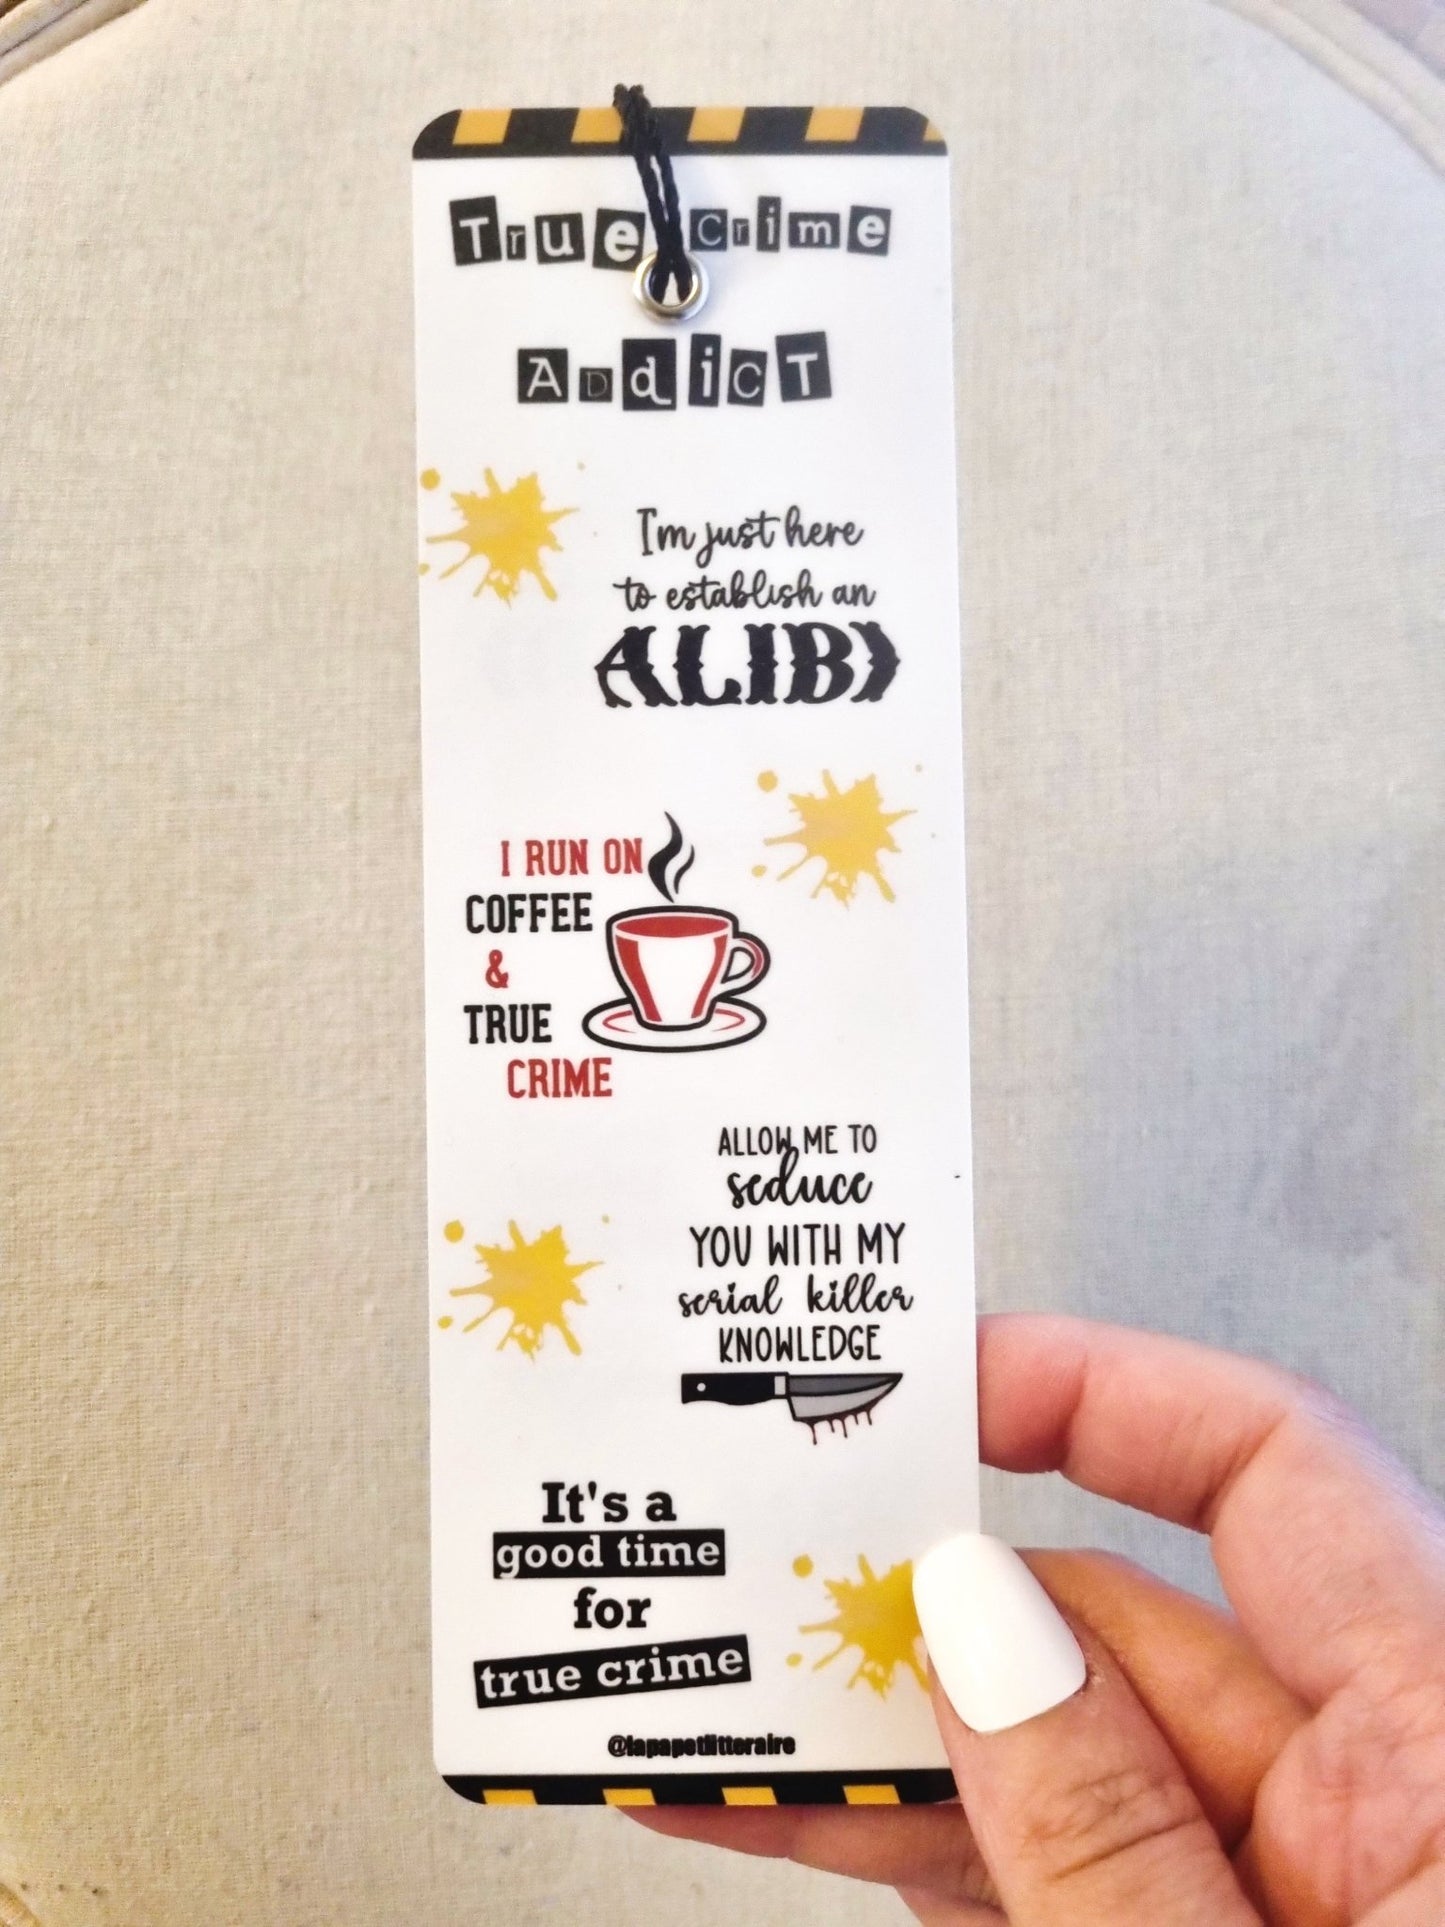 True Crime
ADdicT
I'm just here
to establish an
ALIBI
I RUN ON
COFFEE
&
TRUE
CRIME
ALLOW ME TO
seduce
YOU WITH MY
serial killer
KNOWLEDGE
It's a
good time
for
true crime
@lapapetlitteraire